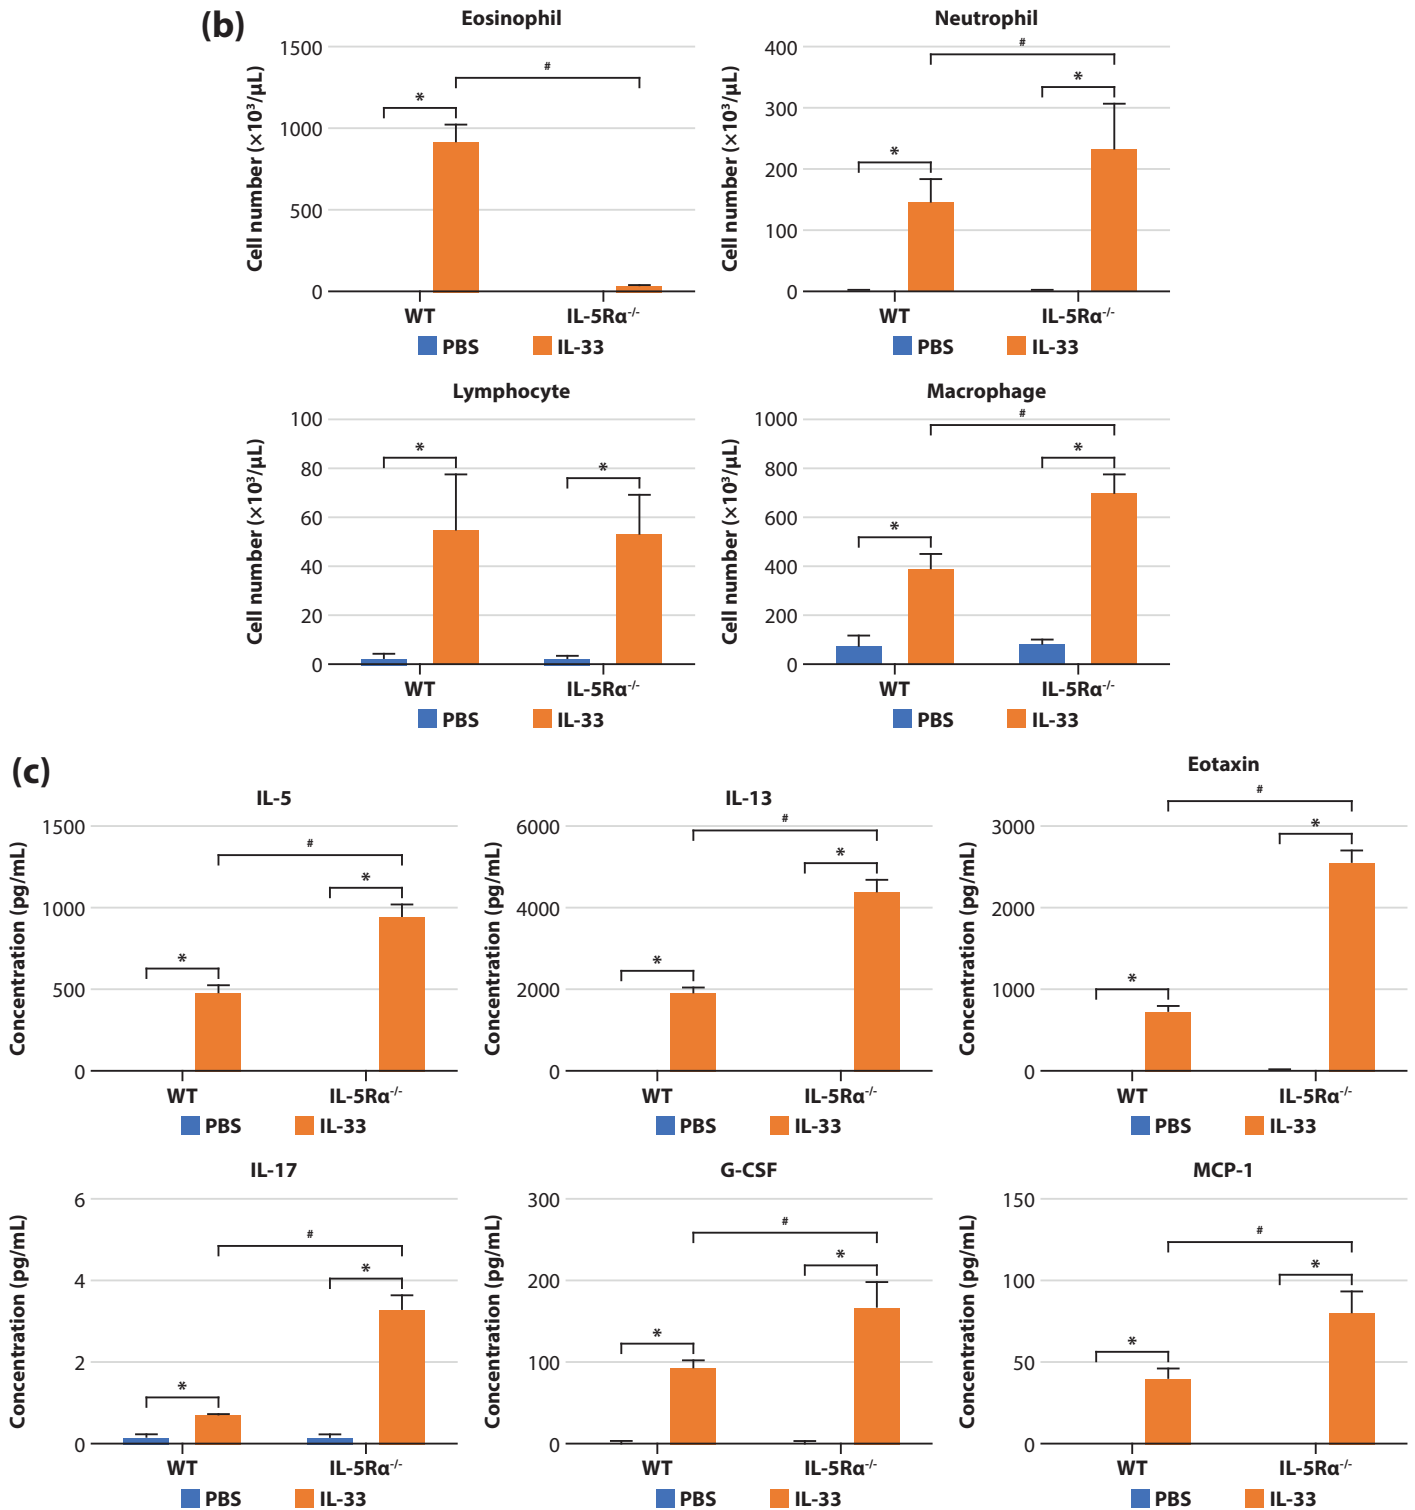 (b)
Eosinophil
Cell number (×10³/µL)
1500
1000
500
0
*
#
WT
IL-5Rα-/-
PBS
IL-33
Neutrophil
Cell number (×10³/µL)
400
300
200
100
0
*
#
*
WT
IL-5Rα-/-
PBS
IL-33
Lymphocyte
Cell number (×10³/µL)
100
80
60
40
20
0
*
*
WT
IL-5Rα-/-
PBS
IL-33
Macrophage
Cell number (×10³/µL)
1000
800
600
400
200
0
*
#
*
WT
IL-5Rα-/-
PBS
IL-33
(c)
IL-5
Concentration (pg/mL)
1500
1000
500
0
*
#
*
WT
IL-5Rα-/-
PBS
IL-33
IL-13
Concentration (pg/mL)
6000
4000
2000
0
*
#
*
WT
IL-5Rα-/-
PBS
IL-33
Eotaxin
Concentration (pg/mL)
3000
2000
1000
0
*
#
*
WT
IL-5Rα-/-
PBS
IL-33
IL-17
Concentration (pg/mL)
6
4
2
0
*
#
*
WT
IL-5Rα-/-
PBS
IL-33
G-CSF
Concentration (pg/mL)
300
200
100
0
*
#
*
WT
IL-5Rα-/-
PBS
IL-33
MCP-1
Concentration (pg/mL)
150
100
50
0
*
#
*
WT
IL-5Rα-/-
PBS
IL-33